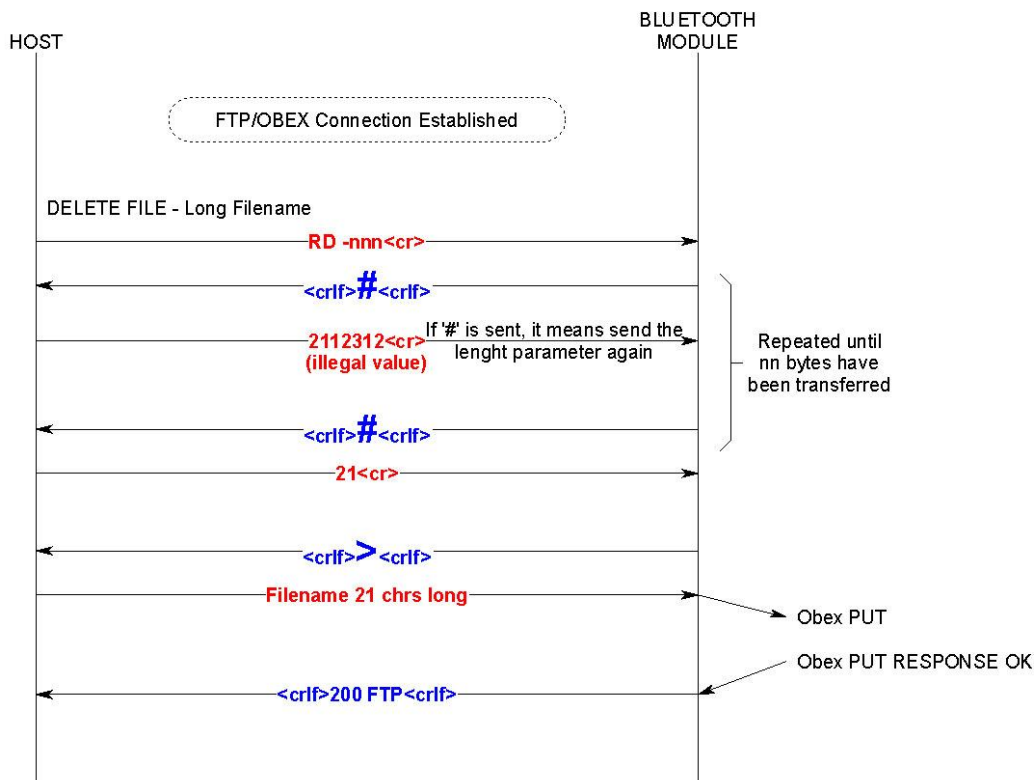 HOST
BLUETOOTH
MODULE
FTP/OBEX Connection Established
DELETE FILE - Long Filename
RD -nnn<cr>
<crlf>#<crlf>
2112312<cr>
(illegal value)
If '#' is sent, it means send the
lenght parameter again
Repeated until
nn bytes have
been transferred
<crlf>#<crlf>
21<cr>
<crlf>><crlf>
Filename 21 chrs long
Obex PUT
Obex PUT RESPONSE OK
<crlf>200 FTP<crlf>